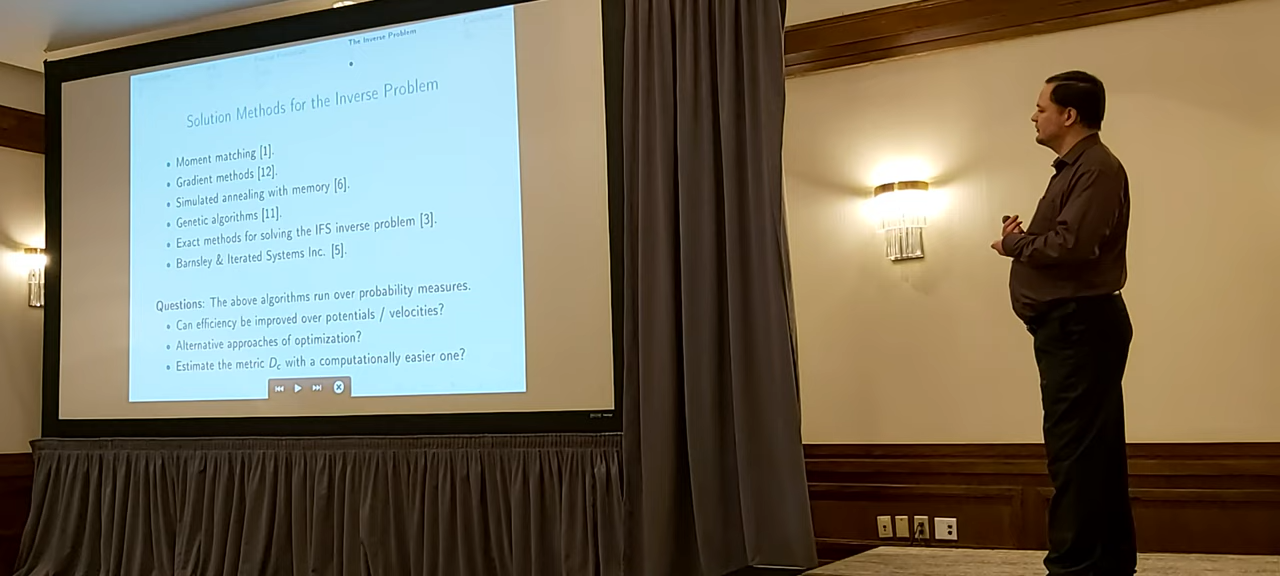 The Inverse Problem
Solution Methods for the Inverse Problem
• Moment matching [1].
• Gradient methods [12].
• Simulated annealing with memory [6].
• Genetic algorithms [11].
• Exact methods for solving the IFS inverse problem [3].
• Barnsley & Iterated Systems Inc. [5].
Questions: The above algorithms run over probability measures.
• Can efficiency be improved over potentials / velocities?
• Alternative approaches of optimization?
• Estimate the metric D_c with a computationally easier one?